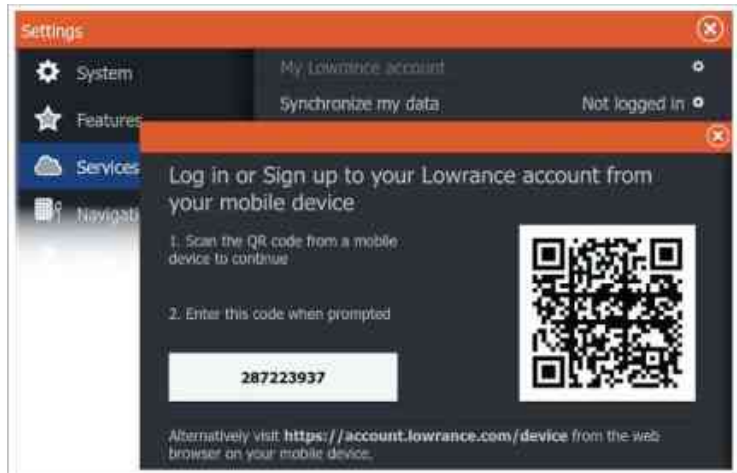 Settings
System
My Lowrance account
Synchronize my data Not logged in
Features
Services
Log in or Sign up to your Lowrance account from
your mobile device
Navigati
1. Scan the QR code from a mobile
device to continue
2. Enter this code when prompted
287223937
Alternatively visit https://account.lowrance.com/device from the web
browser on your mobile device.